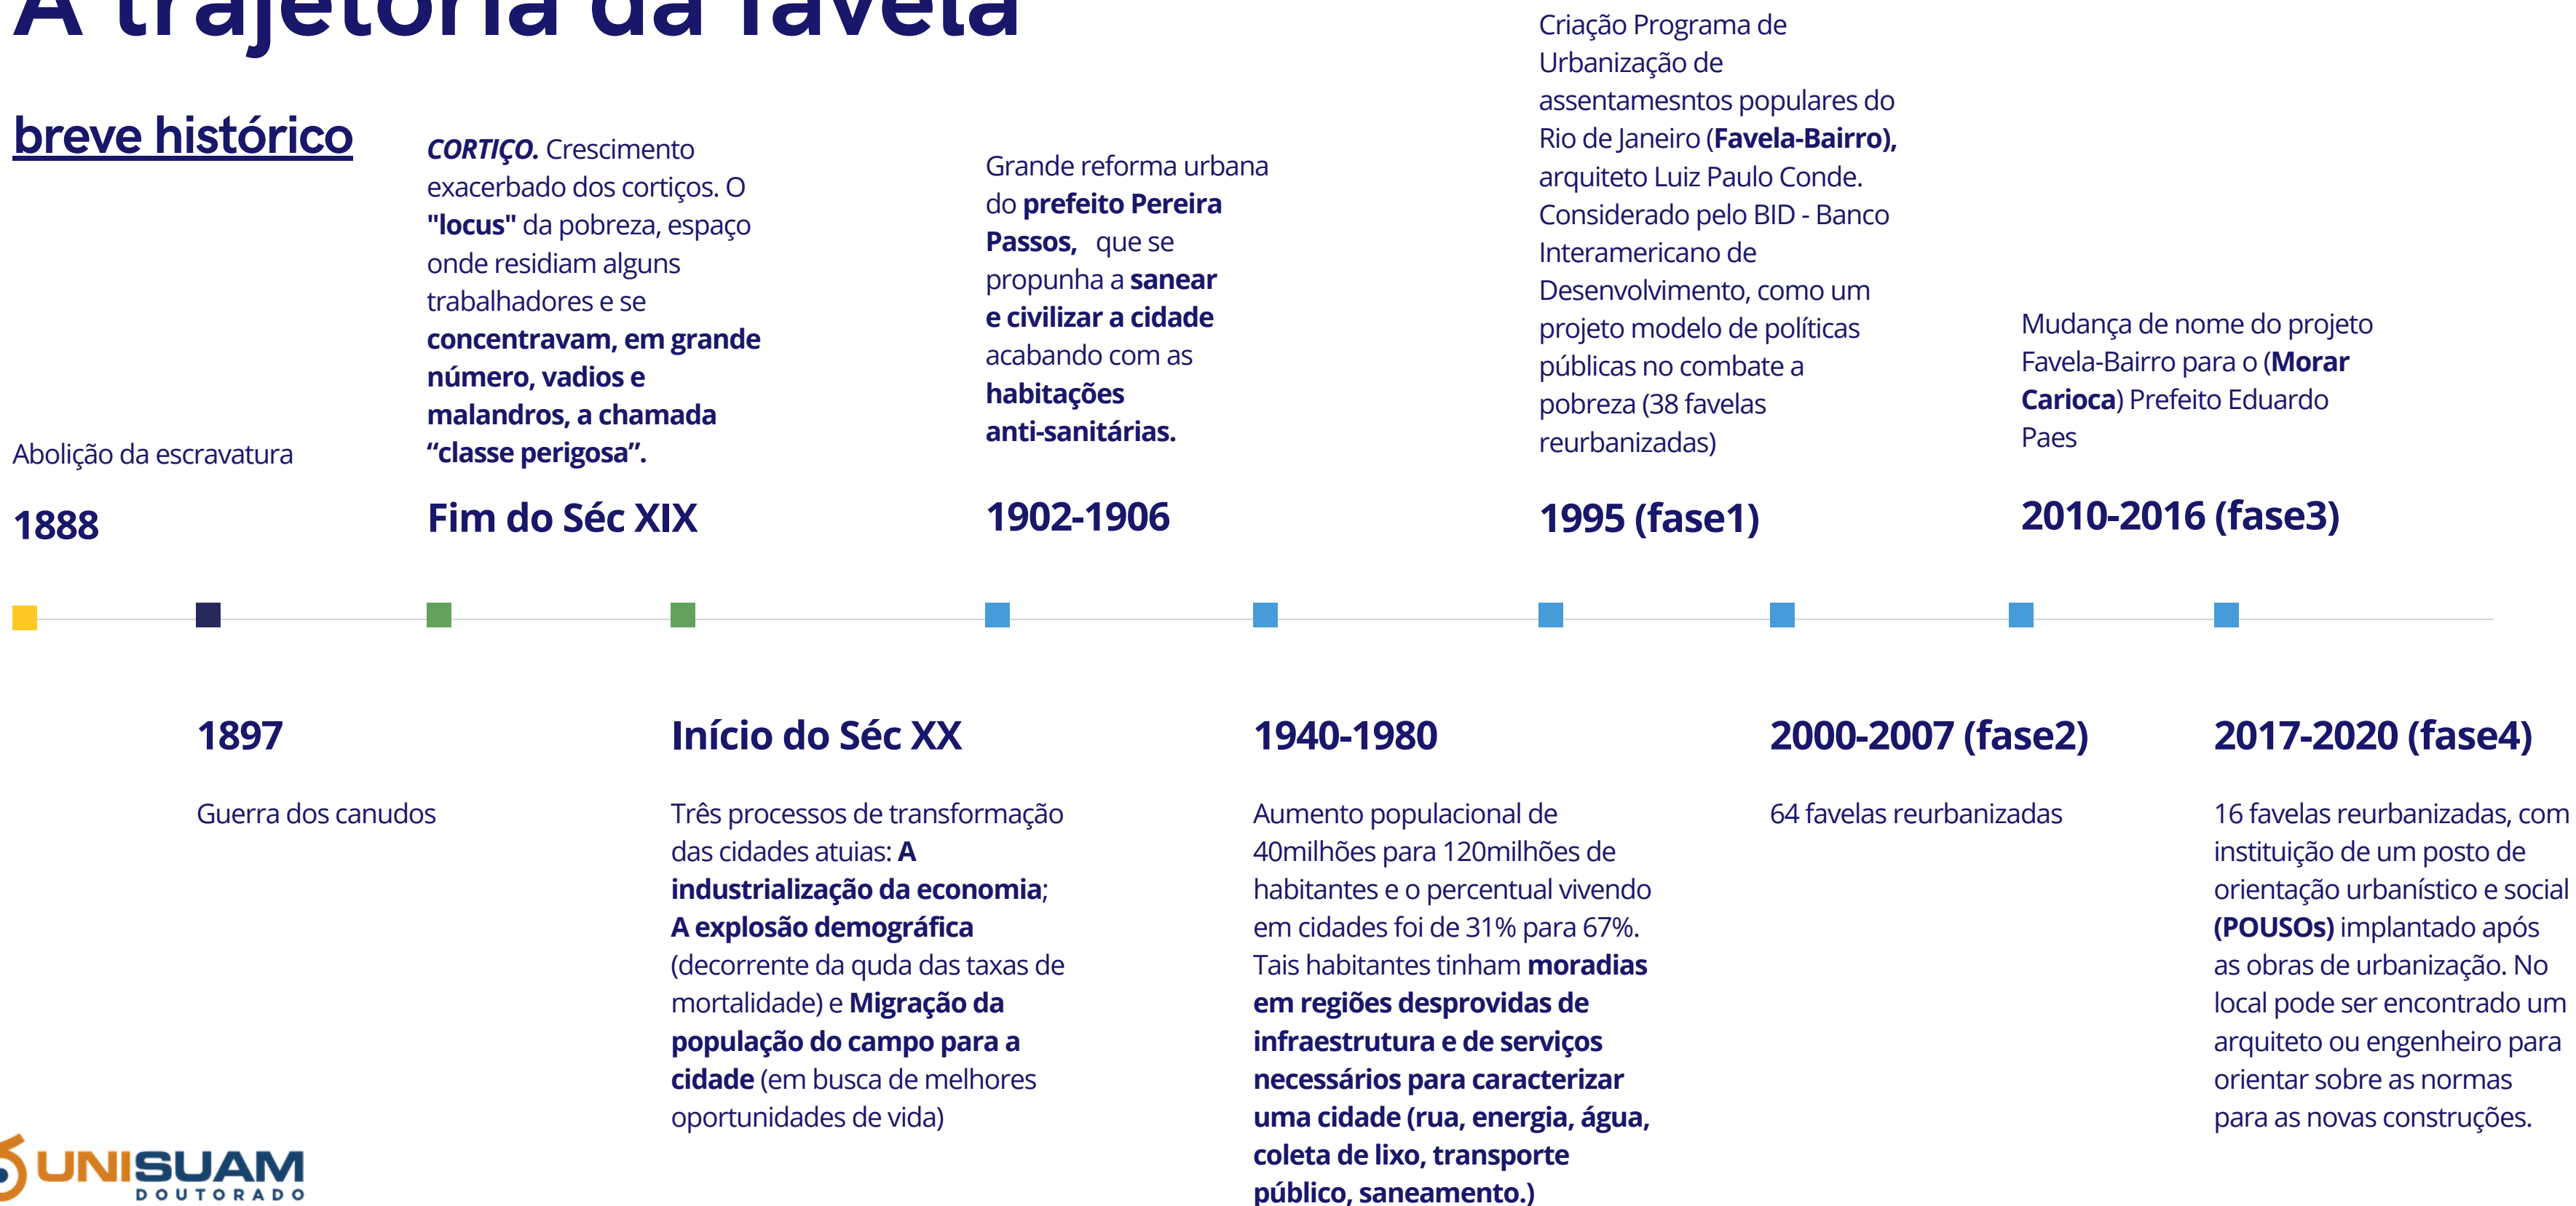 A trajetória da favela
breve histórico
Abolição da escravatura
1888
CORTIÇO. Crescimento
exacerbado dos cortiços. O
"locus" da pobreza, espaço
onde residiam alguns
trabalhadores e se
concentravam, em grande
número, vadios e
malandros, a chamada
“classe perigosa”.
Fim do Séc XIX
Grande reforma urbana
do prefeito Pereira
Passos, que se
propunha a sanear
e civilizar a cidade
acabando com as
habitações
anti-sanitárias.
1902-1906
Criação Programa de
Urbanização de
assentamesntos populares do
Rio de Janeiro (Favela-Bairro),
arquiteto Luiz Paulo Conde.
Considerado pelo BID - Banco
Interamericano de
Desenvolvimento, como um
projeto modelo de políticas
públicas no combate a
pobreza (38 favelas
reurbanizadas)
1995 (fase1)
Mudança de nome do projeto
Favela-Bairro para o (Morar
Carioca) Prefeito Eduardo
Paes
2010-2016 (fase3)
1897
Guerra dos canudos
Início do Séc XX
Três processos de transformação
das cidades atuias: A
industrialização da economia;
A explosão demográfica
(decorrente da quda das taxas de
mortalidade) e Migração da
população do campo para a
cidade (em busca de melhores
oportunidades de vida)
1940-1980
Aumento populacional de
40milhões para 120milhões de
habitantes e o percentual vivendo
em cidades foi de 31% para 67%.
Tais habitantes tinham moradias
em regiões desprovidas de
infraestrutura e de serviços
necessários para caracterizar
uma cidade (rua, energia, água,
coleta de lixo, transporte
público, saneamento.)
2000-2007 (fase2)
64 favelas reurbanizadas
2017-2020 (fase4)
16 favelas reurbanizadas, com
instituição de um posto de
orientação urbanístico e social
(POUSOs) implantado após
as obras de urbanização. No
local pode ser encontrado um
arquiteto ou engenheiro para
orientar sobre as normas
para as novas construções.
UNISUAM
DOUTORADO